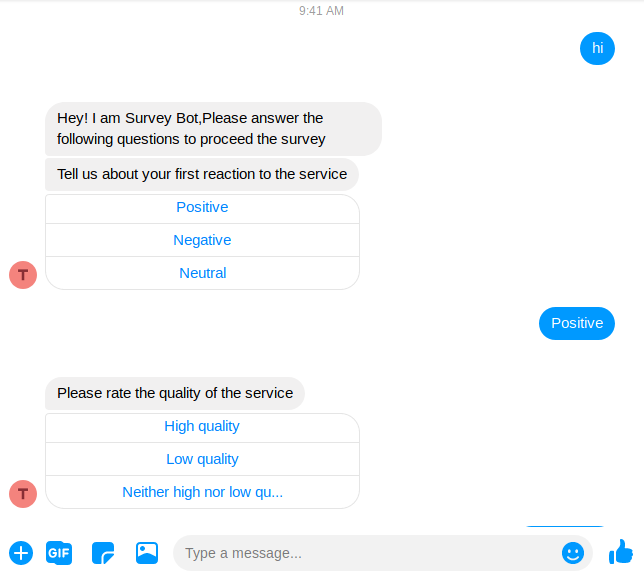 9:41 AM
hi
Hey! I am Survey Bot,Please answer the
following questions to proceed the survey
Tell us about your first reaction to the service
Positive
Negative
Neutral
T
Positive
Please rate the quality of the service
High quality
Low quality
Neither high nor low qu...
T
GIF
Type a message...